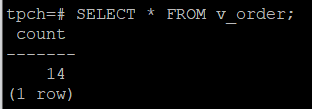 tpch=# SELECT * FROM v_order;
count
-------
14
(1 row)